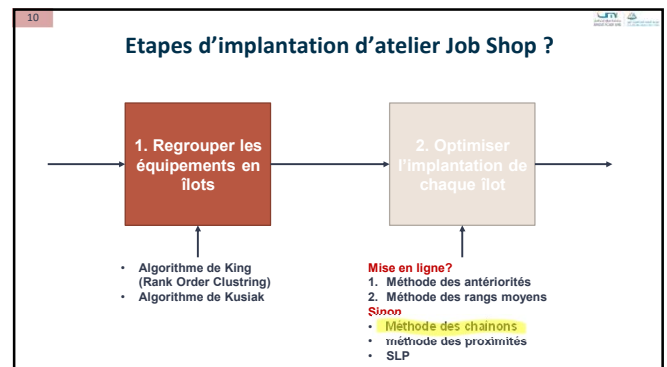 10
Etapes d'implantation d'atelier Job Shop ?
1. Regrouper les
équipements en
îlots
2. Optimiser
l'implantation de
chaque îlot
• Algorithme de King
(Rank Order Clustring)
• Algorithme de Kusiak
Mise en ligne?
1. Méthode des antériorités
2. Méthode des rangs moyens
Sinon
• Méthode des chainons
• méthode des proximités
• SLP